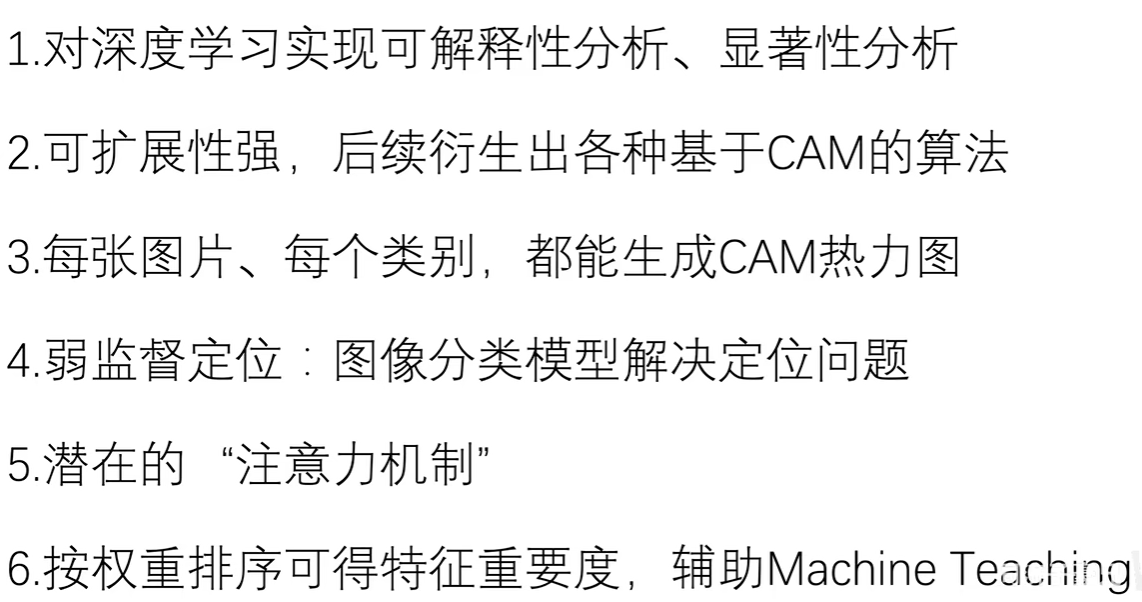 1.对深度学习实现可解释性分析、显著性分析
2.可扩展性强，后续衍生出各种基于CAM的算法
3.每张图片、每个类别，都能生成CAM热力图
4.弱监督定位：图像分类模型解决定位问题
5.潜在的 “注意力机制”
6.按权重排序可得特征重要度，辅助Machine Teaching